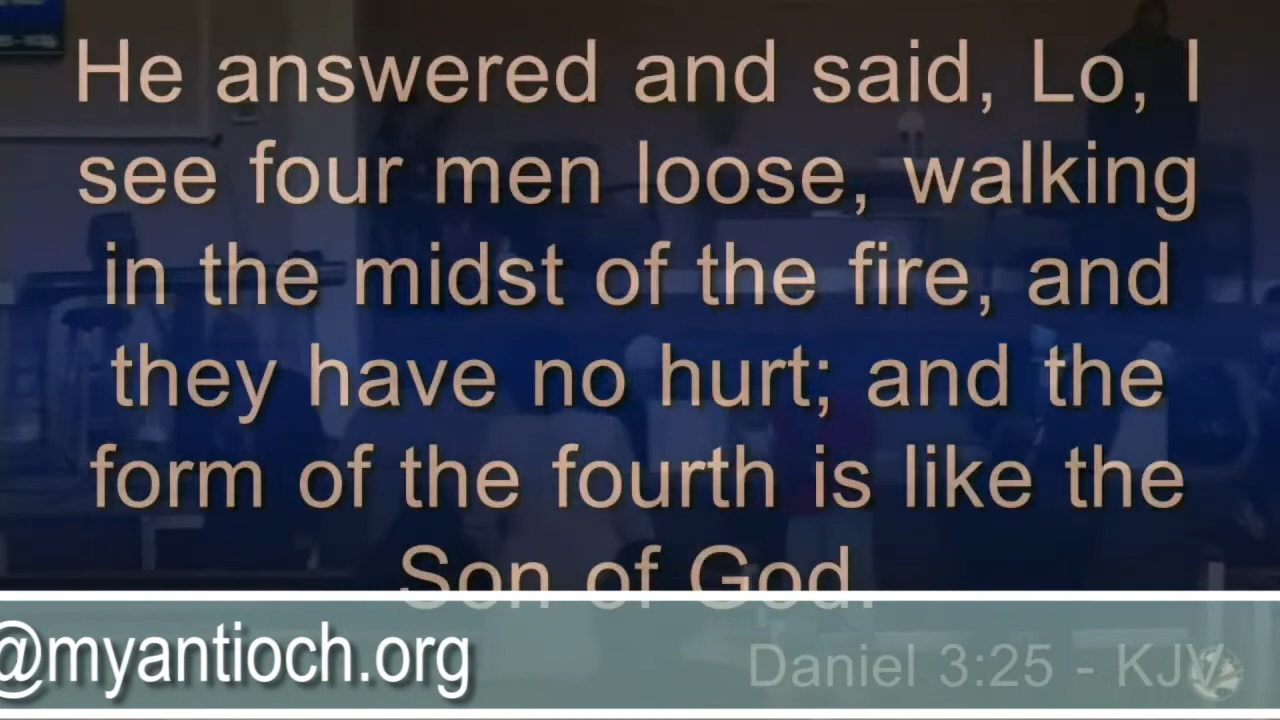 He answered and said, Lo, I
see four men loose, walking
in the midst of the fire, and
they have no hurt; and the
form of the fourth is like the
Son of God.
@myantioch.org
Daniel 3:25 - KJV